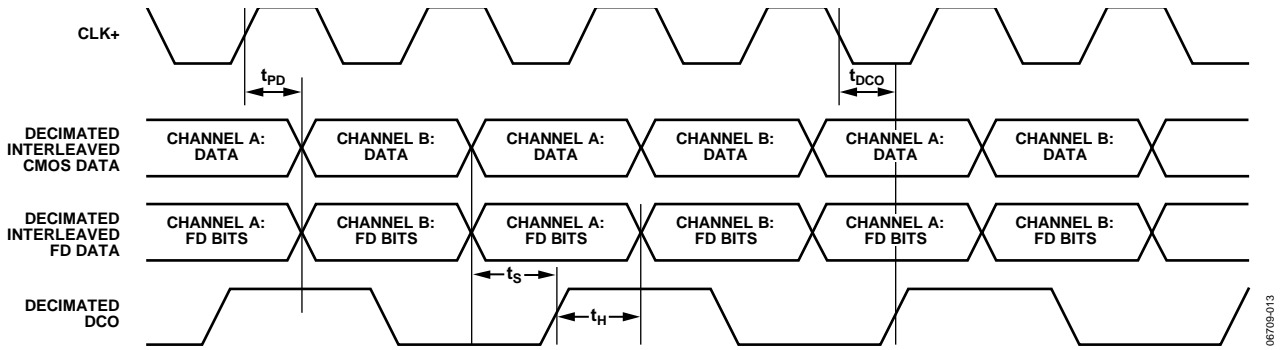 CLK+
tPD
tDCO
DECIMATED
INTERLEAVED
CMOS DATA
CHANNEL A:
DATA
CHANNEL B:
DATA
CHANNEL A:
DATA
CHANNEL B:
DATA
CHANNEL A:
DATA
CHANNEL B:
DATA
DECIMATED
INTERLEAVED
FD DATA
CHANNEL A:
FD BITS
CHANNEL B:
FD BITS
CHANNEL A:
FD BITS
CHANNEL B:
FD BITS
CHANNEL A:
FD BITS
CHANNEL B:
FD BITS
tS
tH
DECIMATED
DCO
06709-013